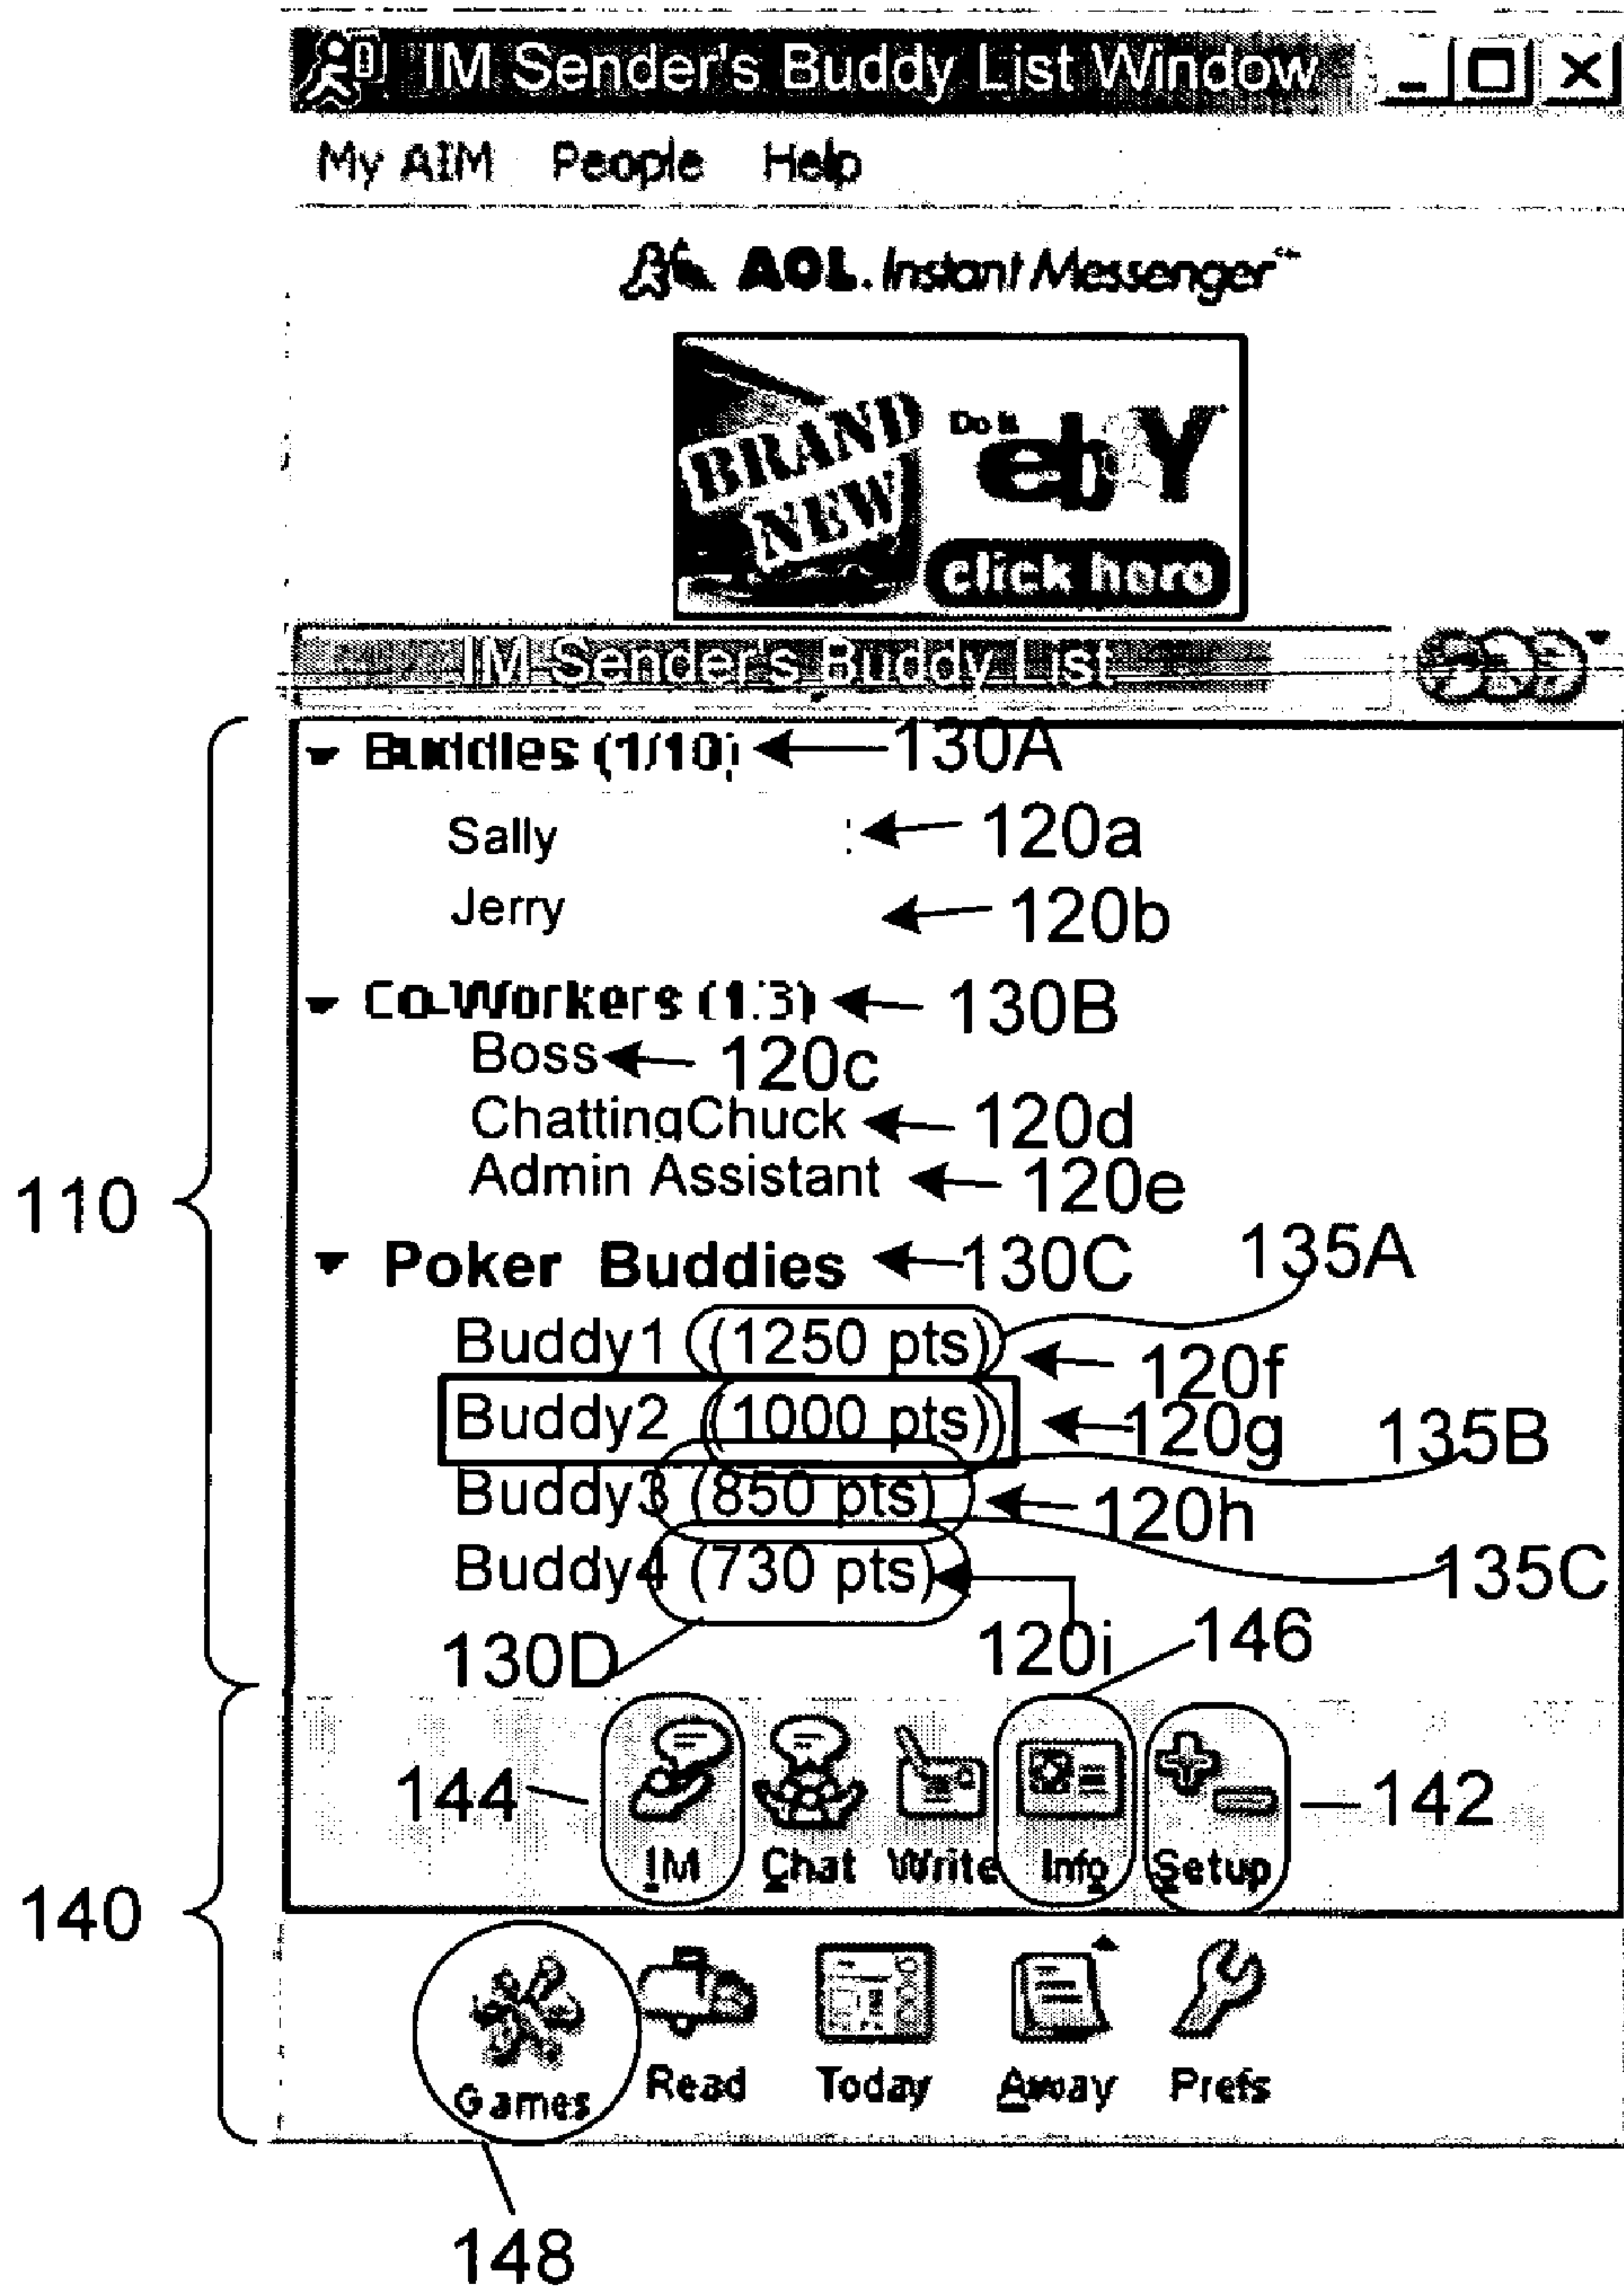 IM Sender's Buddy List Window
My AIM People Help
AOL. Instant Messenger
BRAND NEW
Do It
ebY
click here
IM Sender's Buddy List
Buddies (1/10) 130A
Sally 120a
Jerry 120b
Co-Workers (1/3) 130B
Boss 120c
ChattingChuck 120d
Admin Assistant 120e
110
Poker Buddies 130C 135A
Buddy1 (1250 pts) 120f
Buddy2 (1000 pts) 120g 135B
Buddy3 (850 pts) 120h
Buddy4 (730 pts) 135C
130D 120i 146
144 142
IM Chat Write Info Setup
140
Games Read Today Away Prefs
148